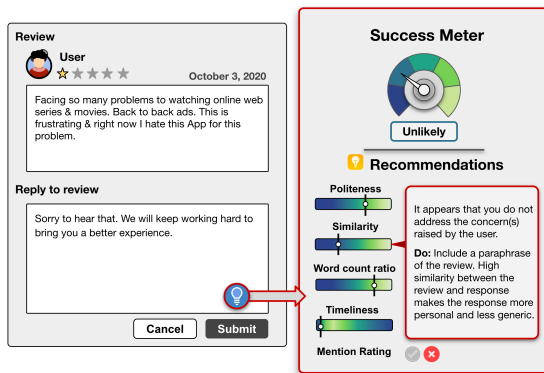 Review
User
October 3, 2020
Facing so many problems to watching online web
series & movies. Back to back ads. This is
frustrating & right now I hate this App for this
problem.
Reply to review
Sorry to hear that. We will keep working hard to
bring you a better experience.
Cancel
Submit
Success Meter
Unlikely
Recommendations
Politeness
Similarity
Word count ratio
Timeliness
Mention Rating
It appears that you do not
address the concern(s)
raised by the user.
Do: Include a paraphrase
of the review. High
similarity between the
review and response
makes the response more
personal and less generic.